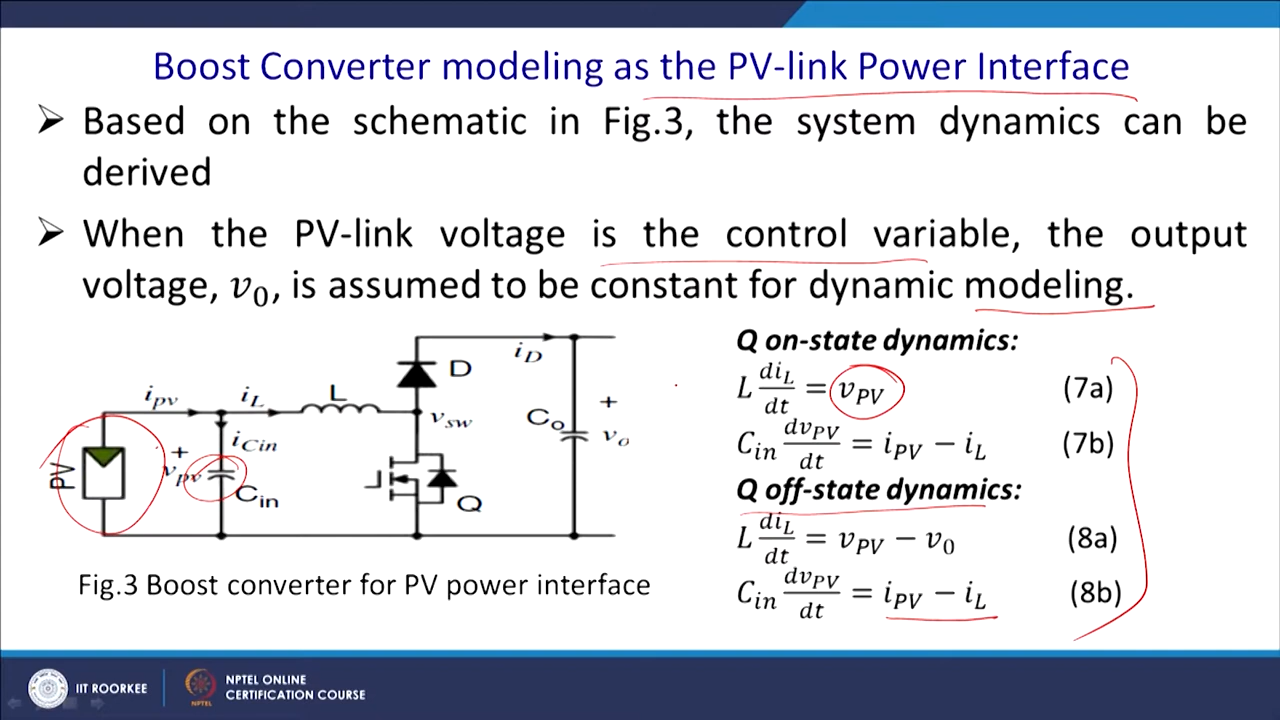 Boost Converter modeling as the PV-link Power Interface
➤ Based on the schematic in Fig.3, the system dynamics can be
derived
➤ When the PV-link voltage is the control variable, the output
voltage, v₀, is assumed to be constant for dynamic modeling.
i_pv
i_L
L
i_Cin
+
v_pv
C_in
PV
D
v_sw
Q
i_D
C_o
+
v_o
Fig.3 Boost converter for PV power interface
Q on-state dynamics:
L di_L/dt = v_PV (7a)
C_in dv_PV/dt = i_PV − i_L (7b)
Q off-state dynamics:
L di_L/dt = v_PV − v₀ (8a)
C_in dv_PV/dt = i_PV − i_L (8b)
IIT ROORKEE
NPTEL
NPTEL ONLINE
CERTIFICATION COURSE